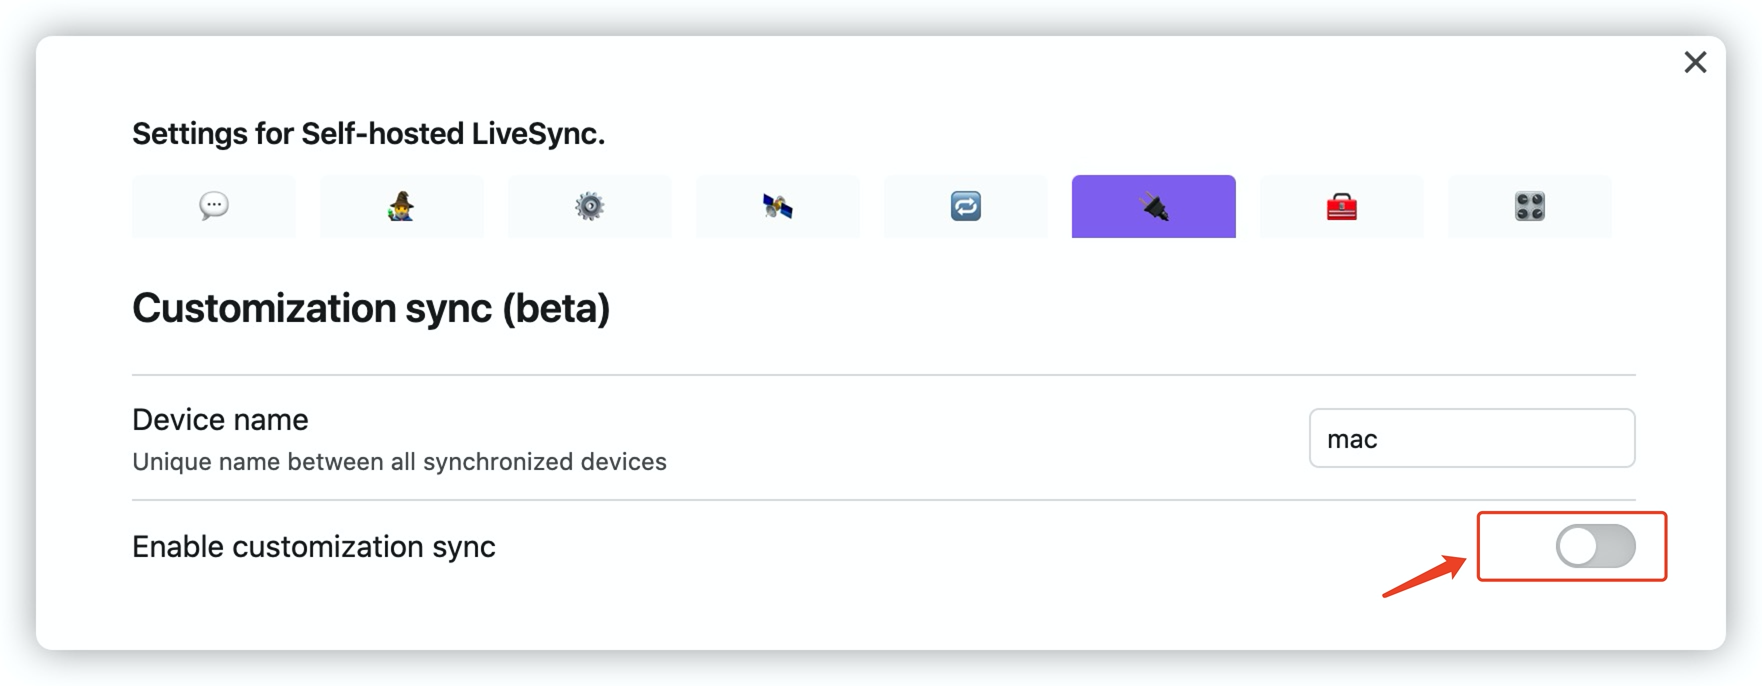 Settings for Self-hosted LiveSync.
Customization sync (beta)
Device name
mac
Unique name between all synchronized devices
Enable customization sync